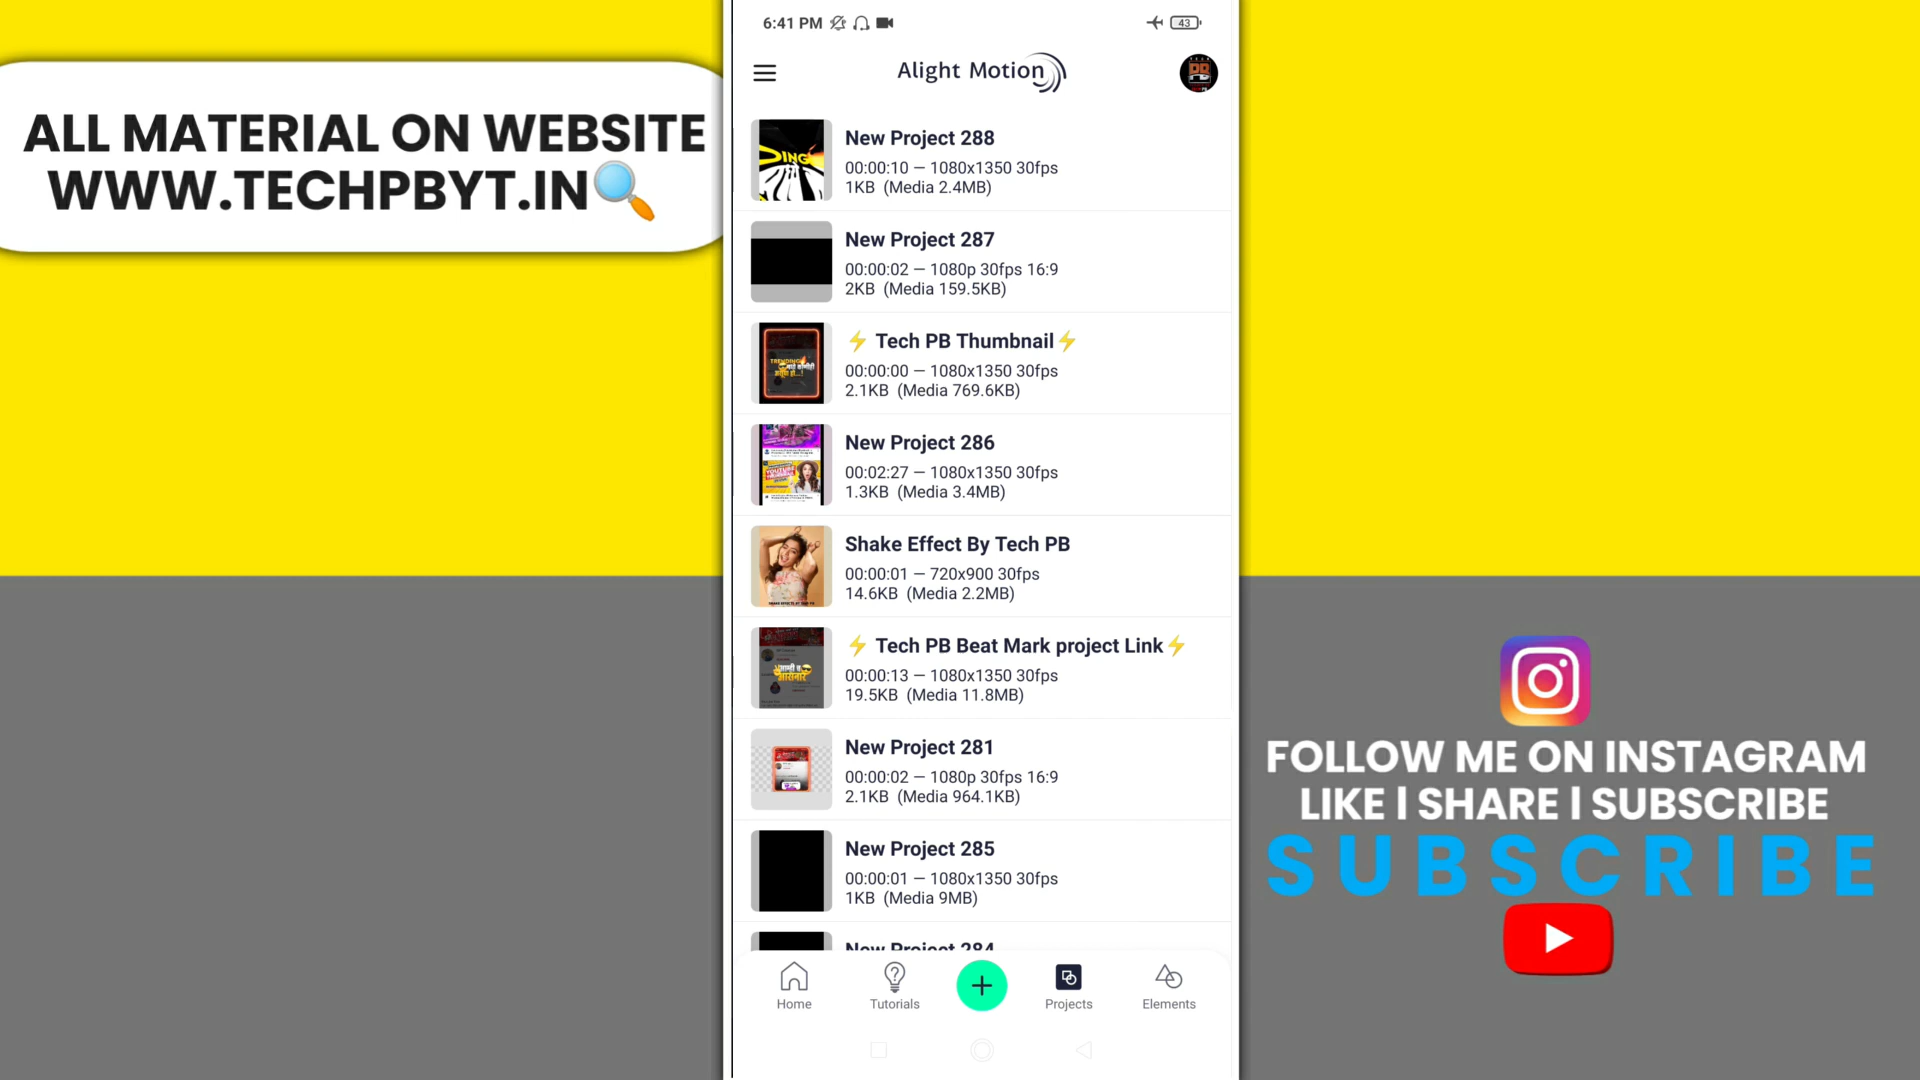 ALL MATERIAL ON WEBSITE
WWW.TECHPBYT.IN
6:41 PM
43
Alight Motion
New Project 288
00:00:10 — 1080x1350 30fps
1KB (Media 2.4MB)
New Project 287
00:00:02 — 1080p 30fps 16:9
2KB (Media 159.5KB)
⚡ Tech PB Thumbnail⚡
00:00:00 — 1080x1350 30fps
2.1KB (Media 769.6KB)
New Project 286
00:02:27 — 1080x1350 30fps
1.3KB (Media 3.4MB)
Shake Effect By Tech PB
00:00:01 — 720x900 30fps
14.6KB (Media 2.2MB)
⚡ Tech PB Beat Mark project Link⚡
00:00:13 — 1080x1350 30fps
19.5KB (Media 11.8MB)
New Project 281
00:00:02 — 1080p 30fps 16:9
2.1KB (Media 964.1KB)
New Project 285
00:00:01 — 1080x1350 30fps
1KB (Media 9MB)
New Project 284
Home
Tutorials
Projects
Elements
FOLLOW ME ON INSTAGRAM
LIKE | SHARE | SUBSCRIBE
SUBSCRIBE